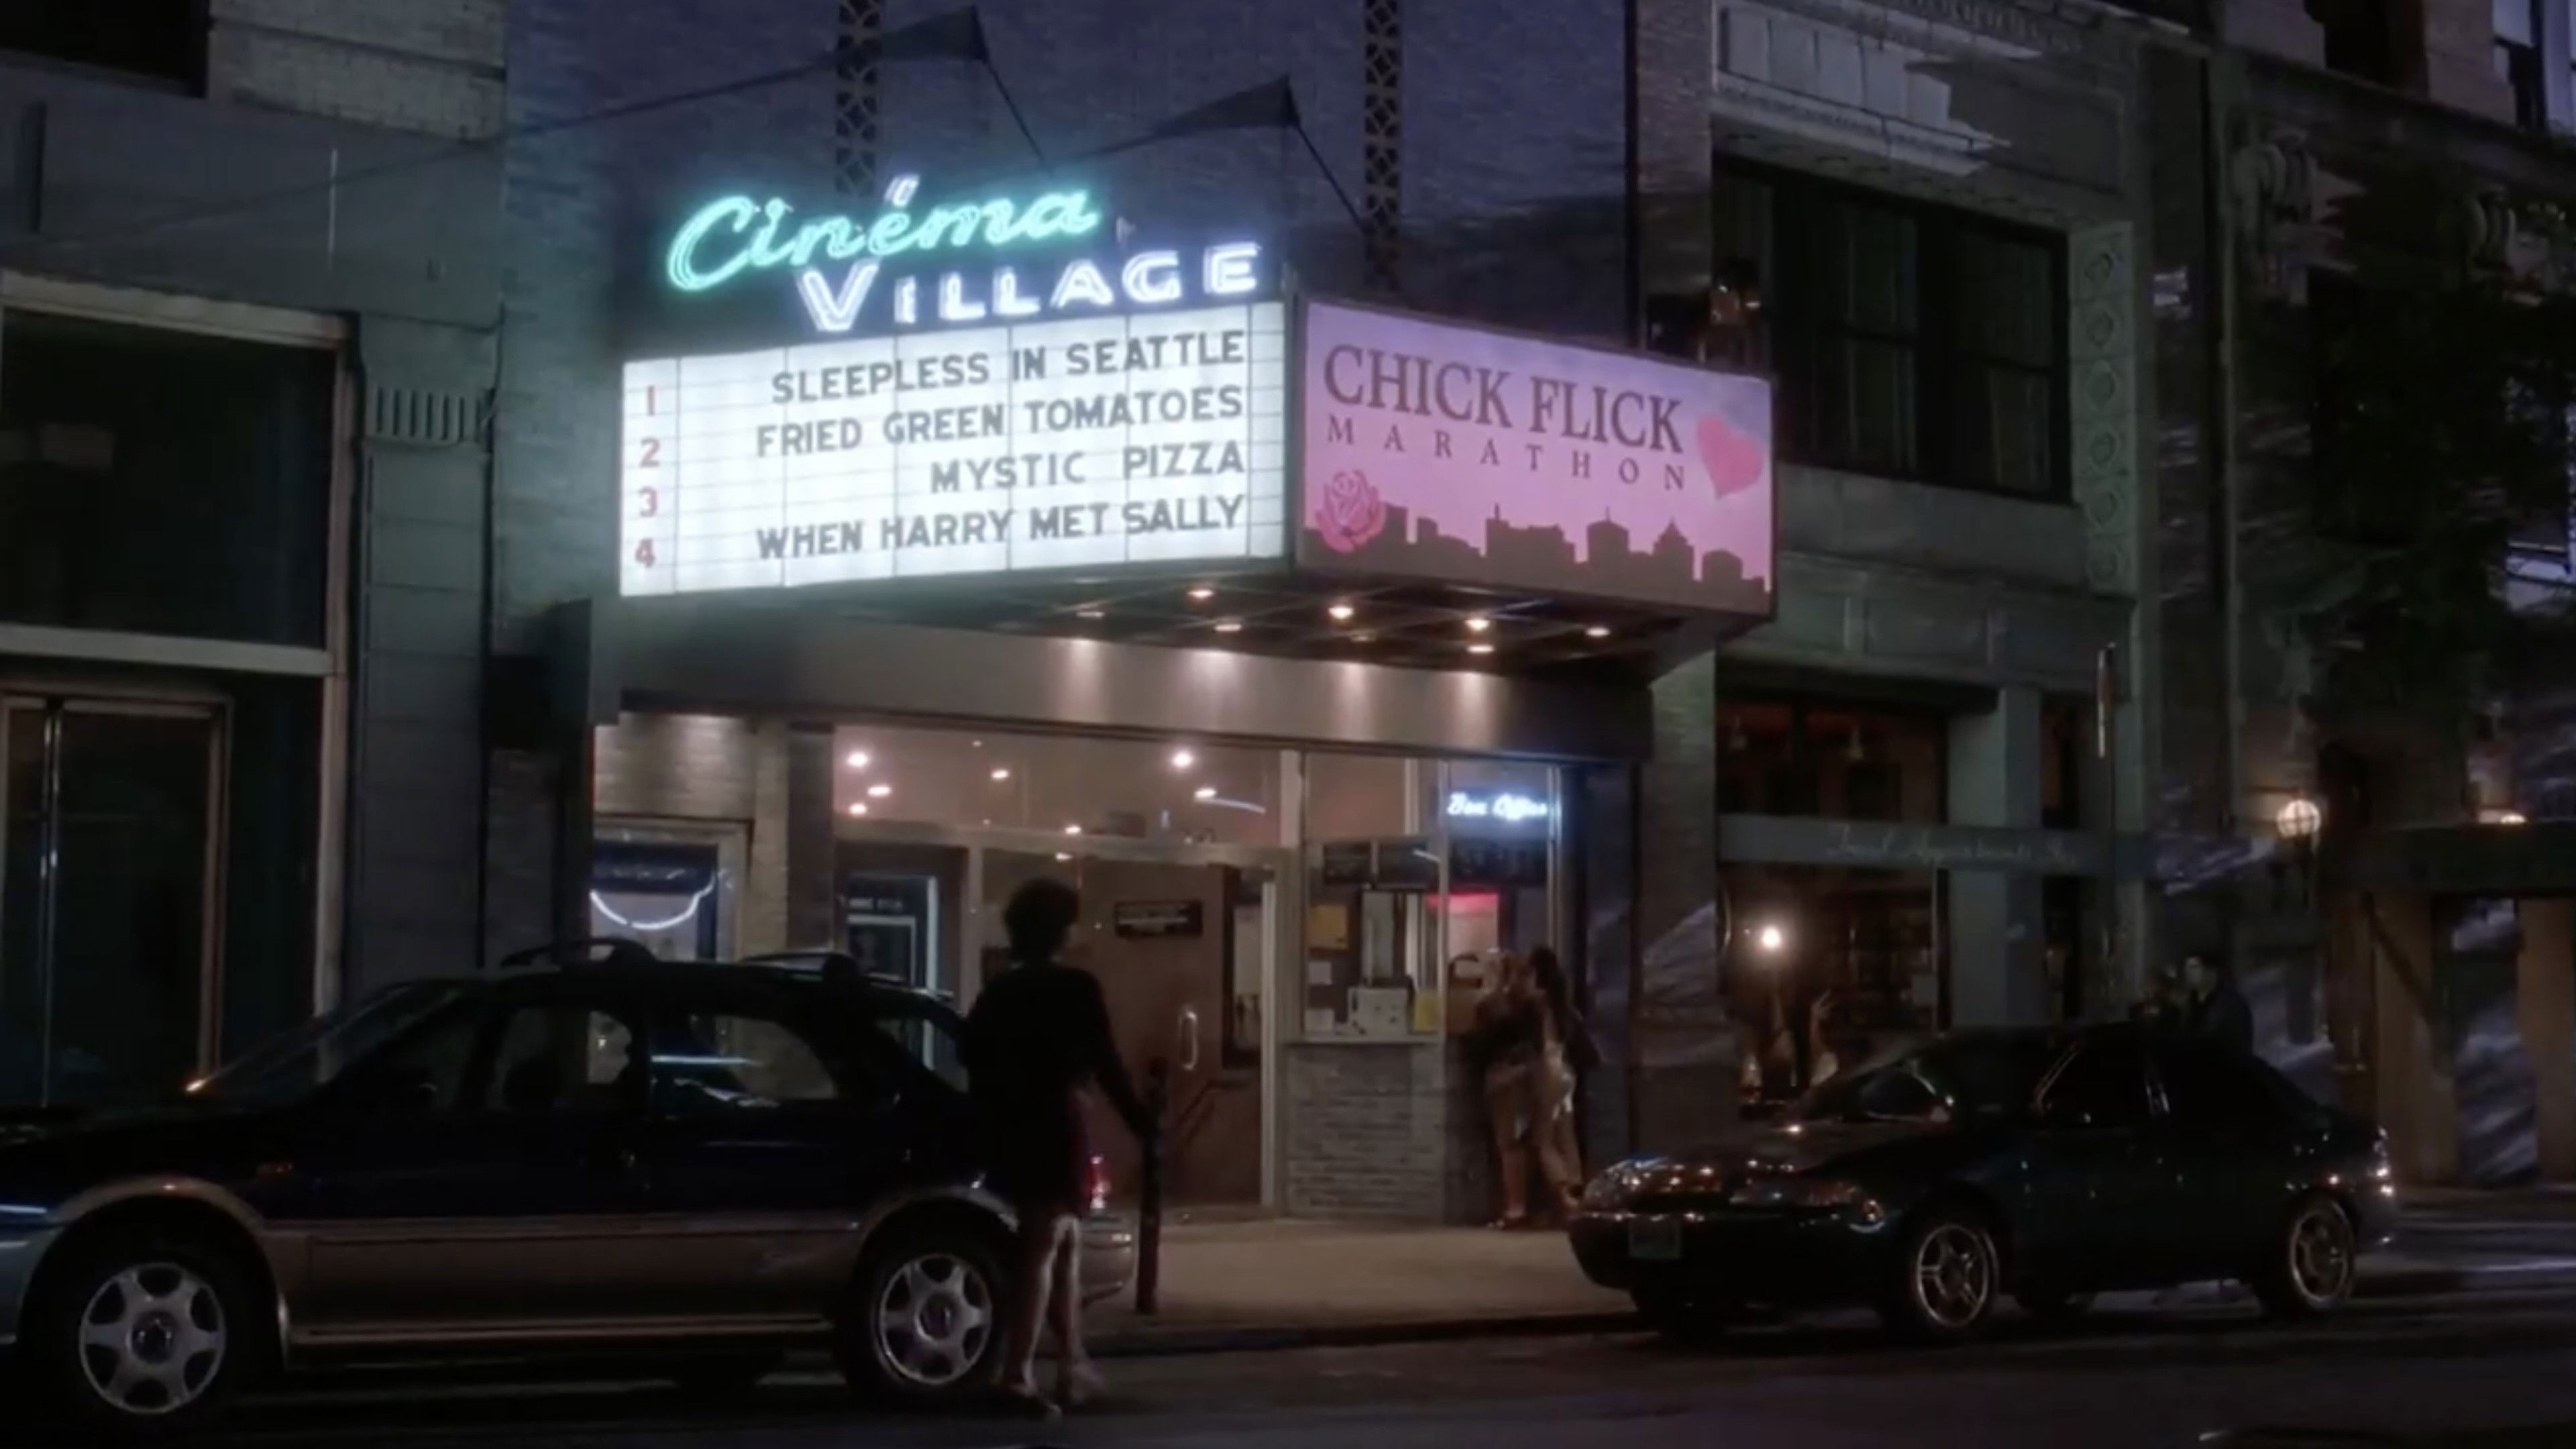 Cinéma
VILLAGE
1 SLEEPLESS IN SEATTLE
2 FRIED GREEN TOMATOES
3 MYSTIC PIZZA
4 WHEN HARRY MET SALLY
CHICK FLICK
MARATHON
Box Office